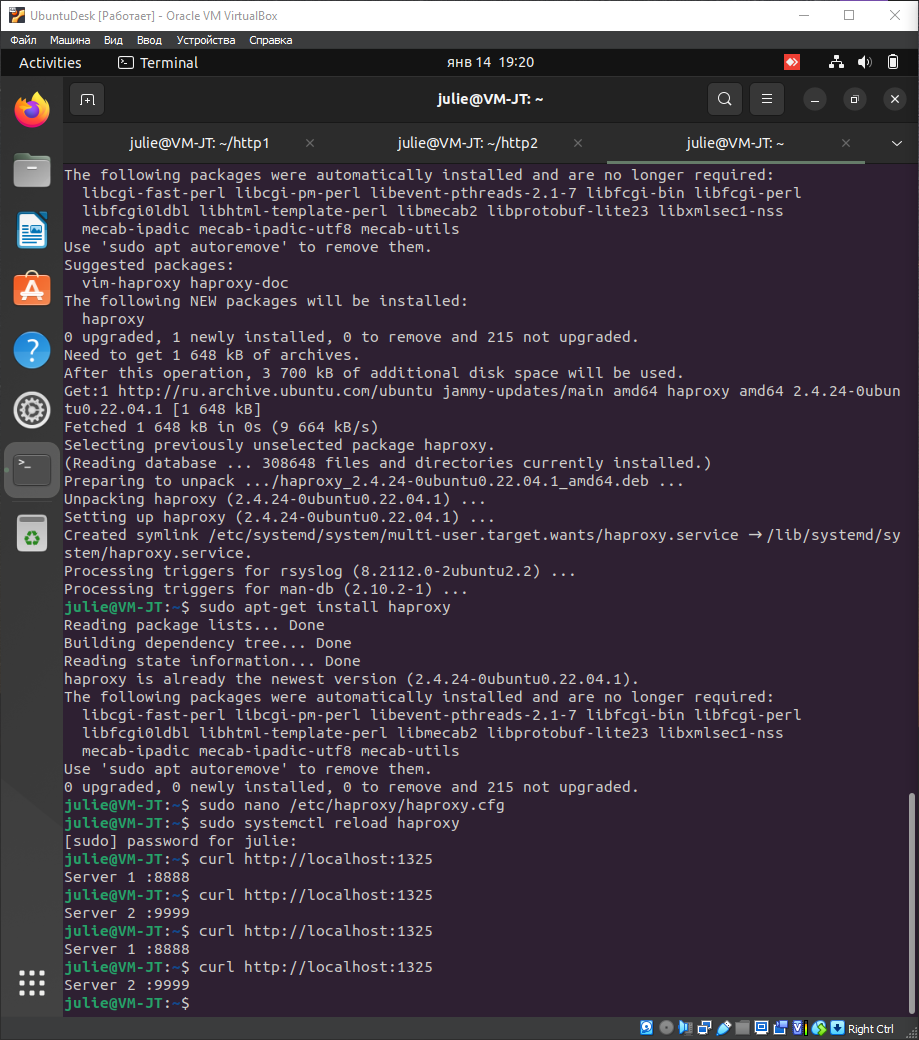 UbuntuDesk [Работает] - Oracle VM VirtualBox
Файл Машина Вид Ввод Устройства Справка
Activities Terminal янв 14 19:20
julie@VM-JT: ~
julie@VM-JT: ~/http1 julie@VM-JT: ~/http2 julie@VM-JT: ~
The following packages were automatically installed and are no longer required:
  libcgi-fast-perl libcgi-pm-perl libevent-pthreads-2.1-7 libfcgi-bin libfcgi-perl
  libfcgi0ldbl libhtml-template-perl libmecab2 libprotobuf-lite23 libxmlsec1-nss
  mecab-ipadic mecab-ipadic-utf8 mecab-utils
Use 'sudo apt autoremove' to remove them.
Suggested packages:
  vim-haproxy haproxy-doc
The following NEW packages will be installed:
  haproxy
0 upgraded, 1 newly installed, 0 to remove and 215 not upgraded.
Need to get 1 648 kB of archives.
After this operation, 3 700 kB of additional disk space will be used.
Get:1 http://ru.archive.ubuntu.com/ubuntu jammy-updates/main amd64 haproxy amd64 2.4.24-0ubun
tu0.22.04.1 [1 648 kB]
Fetched 1 648 kB in 0s (9 664 kB/s)
Selecting previously unselected package haproxy.
(Reading database ... 308648 files and directories currently installed.)
Preparing to unpack .../haproxy_2.4.24-0ubuntu0.22.04.1_amd64.deb ...
Unpacking haproxy (2.4.24-0ubuntu0.22.04.1) ...
Setting up haproxy (2.4.24-0ubuntu0.22.04.1) ...
Created symlink /etc/systemd/system/multi-user.target.wants/haproxy.service → /lib/systemd/sy
stem/haproxy.service.
Processing triggers for rsyslog (8.2112.0-2ubuntu2.2) ...
Processing triggers for man-db (2.10.2-1) ...
julie@VM-JT:~$ sudo apt-get install haproxy
Reading package lists... Done
Building dependency tree... Done
Reading state information... Done
haproxy is already the newest version (2.4.24-0ubuntu0.22.04.1).
The following packages were automatically installed and are no longer required:
  libcgi-fast-perl libcgi-pm-perl libevent-pthreads-2.1-7 libfcgi-bin libfcgi-perl
  libfcgi0ldbl libhtml-template-perl libmecab2 libprotobuf-lite23 libxmlsec1-nss
  mecab-ipadic mecab-ipadic-utf8 mecab-utils
Use 'sudo apt autoremove' to remove them.
0 upgraded, 0 newly installed, 0 to remove and 215 not upgraded.
julie@VM-JT:~$ sudo nano /etc/haproxy/haproxy.cfg
julie@VM-JT:~$ sudo systemctl reload haproxy
[sudo] password for julie:
julie@VM-JT:~$ curl http://localhost:1325
Server 1 :8888
julie@VM-JT:~$ curl http://localhost:1325
Server 2 :9999
julie@VM-JT:~$ curl http://localhost:1325
Server 1 :8888
julie@VM-JT:~$ curl http://localhost:1325
Server 2 :9999
julie@VM-JT:~$
Right Ctrl